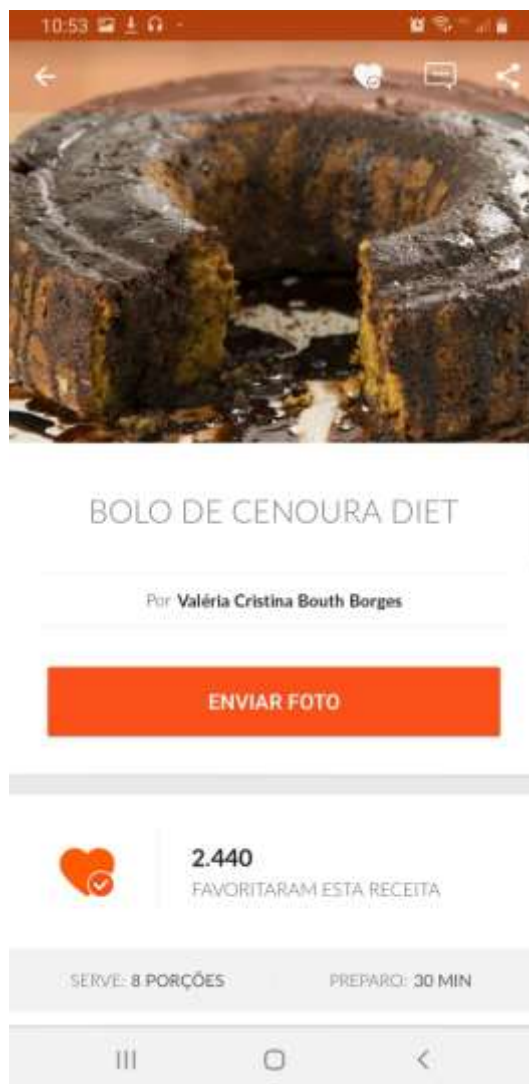 10:53
BOLO DE CENOURA DIET
Por Valéria Cristina Bouth Borges
ENVIAR FOTO
2.440
FAVORITARAM ESTA RECEITA
SERVE: 8 PORÇÕES PREPARO: 30 MIN